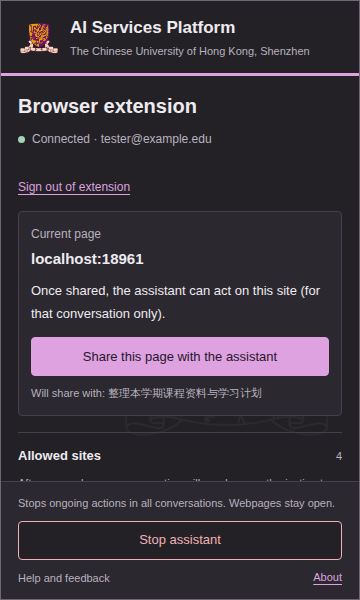 AI Services Platform
The Chinese University of Hong Kong, Shenzhen
Browser extension
Connected · tester@example.edu
Sign out of extension
Current page
localhost:18961
Once shared, the assistant can act on this site (for
that conversation only).
Share this page with the assistant
Will share with: 整理本学期课程资料与学习计划
Allowed sites 4
Stops ongoing actions in all conversations. Webpages stay open.
Stop assistant
Help and feedback About